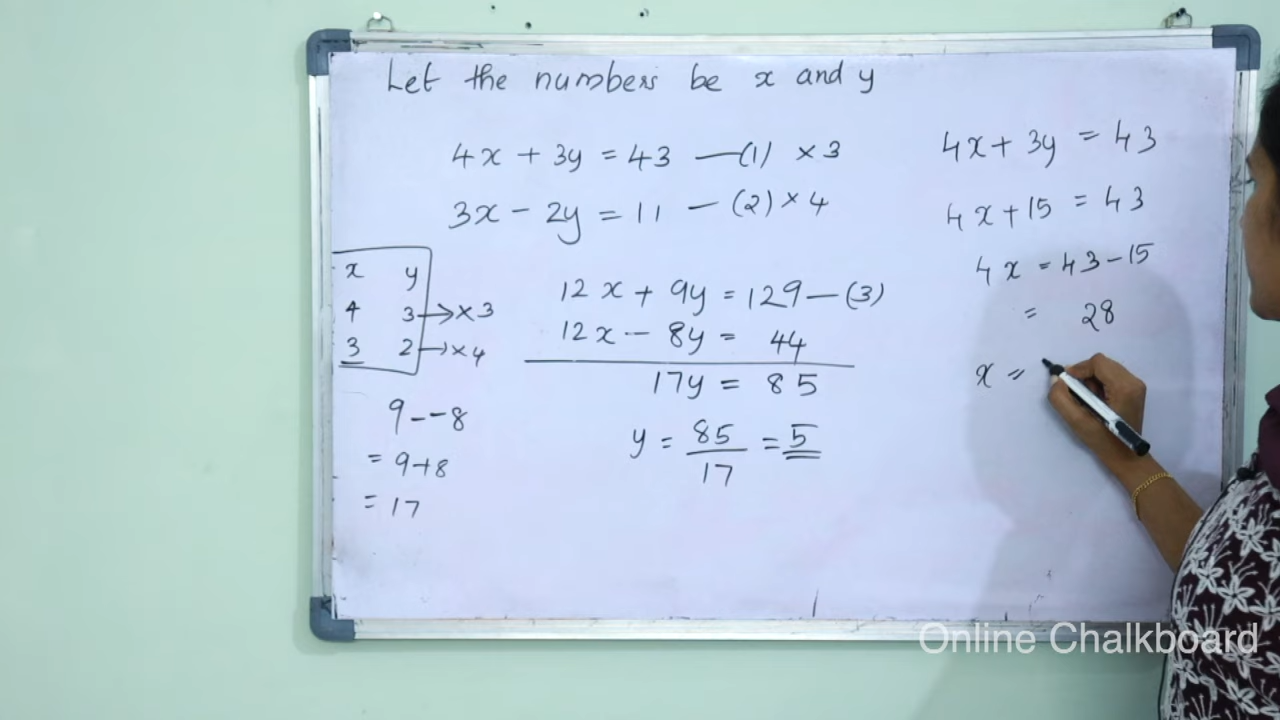 Let the numbers be x and y
4x + 3y = 43 —(1) × 3
3x - 2y = 11 - (2) × 4
x y
4 3 → × 3
3 2 → × 4
9 - - 8
= 9 + 8
= 17
12x + 9y = 129 — (3)
12x - 8y = 44
17y = 85
y = 85/17 = 5
4x + 3y = 43
4x + 15 = 43
4x = 43 - 15
= 28
x =
Online Chalkboard